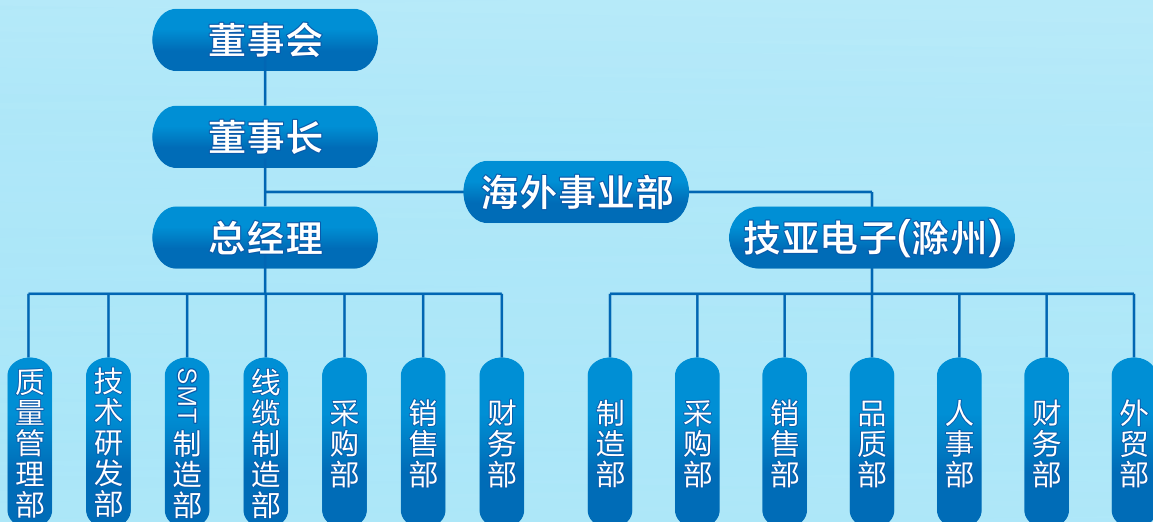 董事会
董事长
海外事业部
总经理
技亚电子(滁州)
质量管理部
技术研发部
SMT制造部
线缆制造部
采购部
销售部
财务部
制造部
采购部
销售部
品质部
人事部
财务部
外贸部